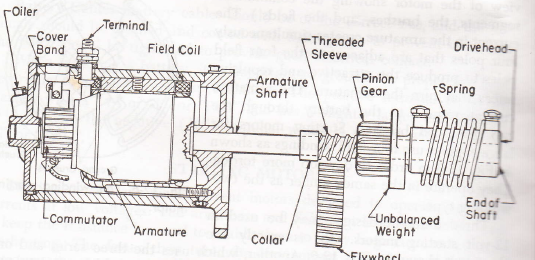 Oiler
Terminal
Cover
Band
Field Coil
Threaded
Sleeve
Drivehead
Armature
Shaft
Pinion
Gear
Spring
Commutator
Armature
Collar
Flywheel
Unbalanced
Weight
End of
Shaft